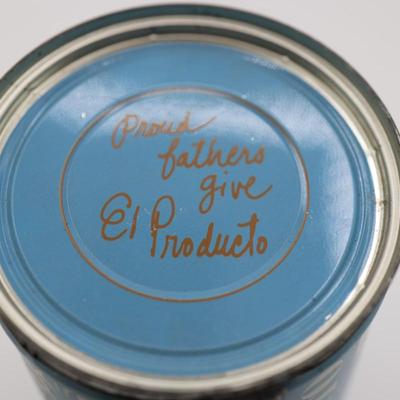 Proud
fathers
give
El Producto